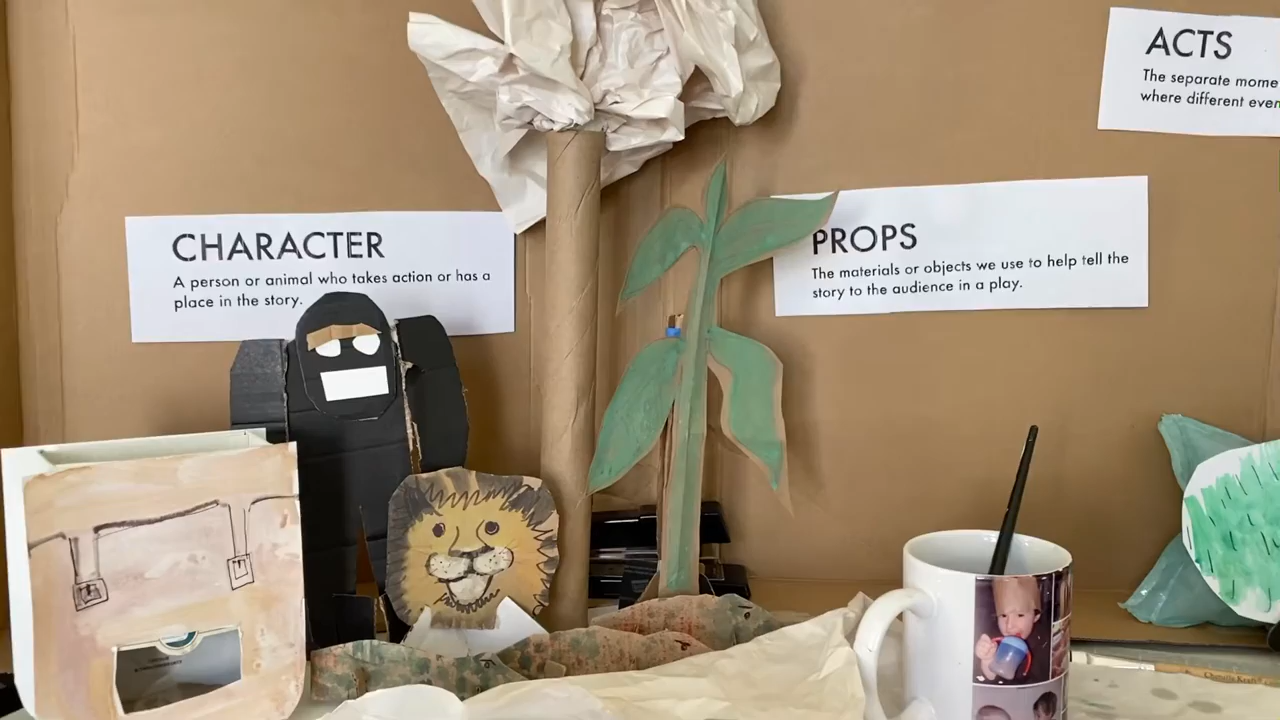 ACTS
The separate mome
where different even
CHARACTER
A person or animal who takes action or has a
place in the story.
PROPS
The materials or objects we use to help tell the
story to the audience in a play.